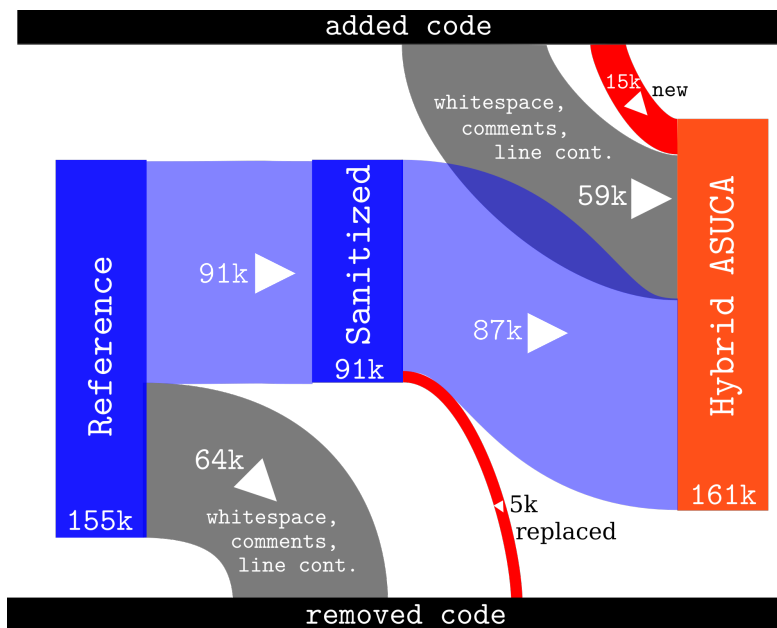 added code
15k
new
whitespace,
comments,
line cont.
59k
Reference
155k
91k
Sanitized
91k
87k
Hybrid ASUCA
161k
64k
whitespace,
comments,
line cont.
5k
replaced
removed code